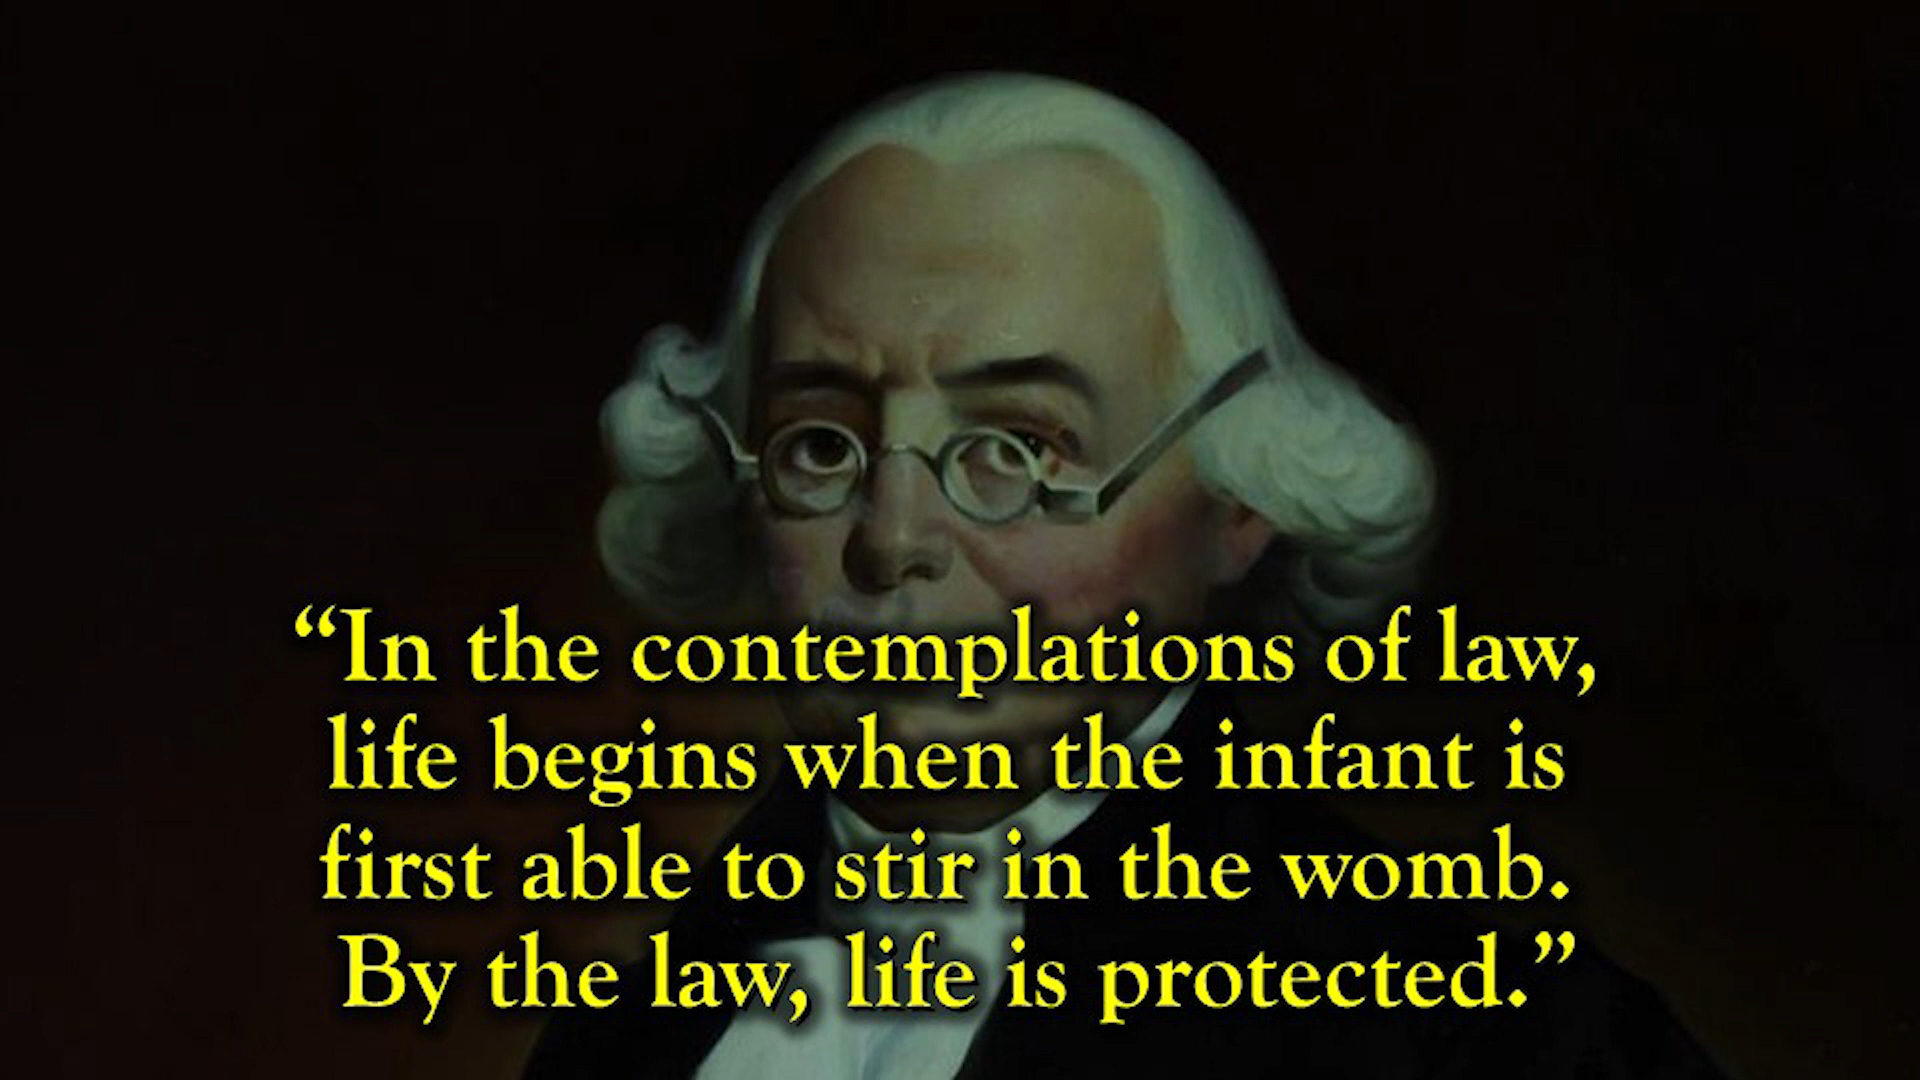 “In the contemplations of law,
life begins when the infant is
first able to stir in the womb.
By the law, life is protected.”